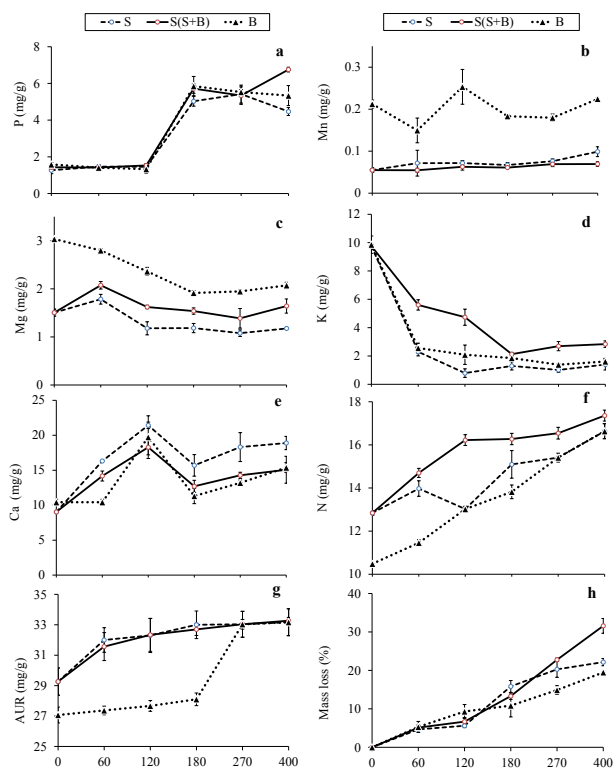 S S(S+B) B
S S(S+B) B
a
P (mg/g)
8
6
4
2
0
b
Mn (mg/g)
0.3
0.2
0.1
0
c
Mg (mg/g)
3
2
1
0
d
K (mg/g)
12
10
8
6
4
2
0
e
Ca (mg/g)
25
20
15
10
5
0
f
N (mg/g)
18
16
14
12
10
g
AUR (mg/g)
35
33
31
29
27
25
0 60 120 180 270 400
h
Mass loss (%)
40
30
20
10
0
0 60 120 180 270 400